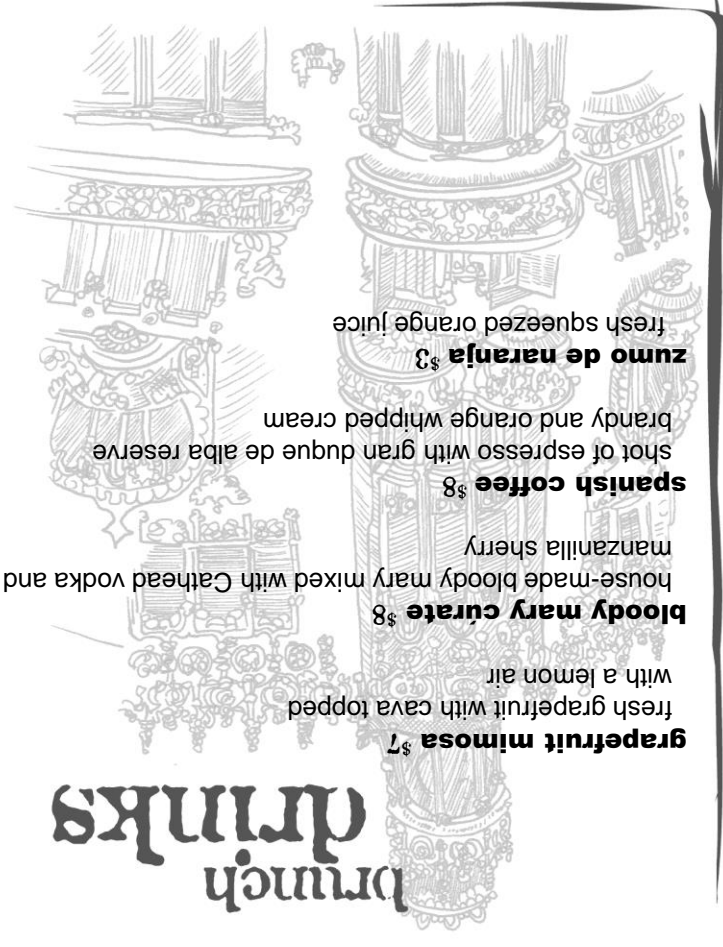 brunch
drinks
grapefruit mimosa $7
fresh grapefruit with cava topped
with a lemon air
bloody mary cúrate $8
house-made bloody mary mixed with Cathead vodka and
manzanilla sherry
spanish coffee $8
shot of espresso with gran duque de alba reserve
brandy and orange whipped cream
zumo de naranja $3
fresh squeezed orange juice